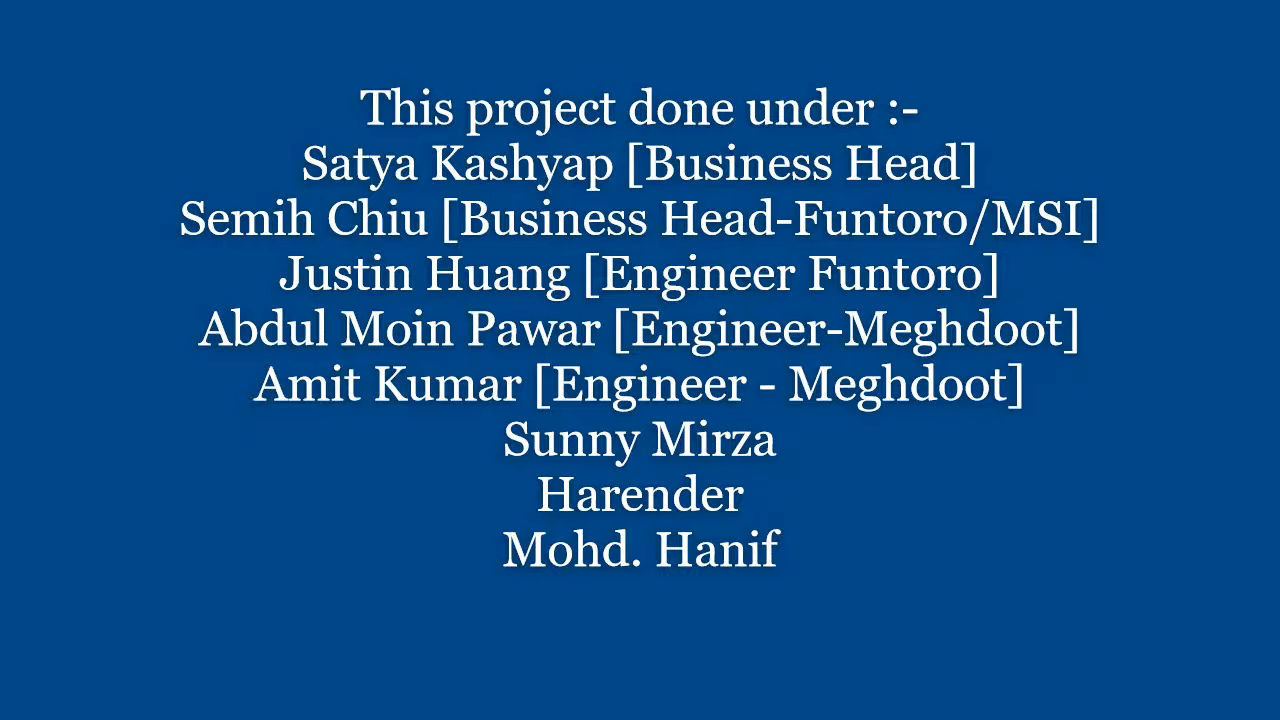 This project done under :-
Satya Kashyap [Business Head]
Semih Chiu [Business Head-Funtoro/MSI]
Justin Huang [Engineer Funtoro]
Abdul Moin Pawar [Engineer-Meghdoot]
Amit Kumar [Engineer - Meghdoot]
Sunny Mirza
Harender
Mohd. Hanif